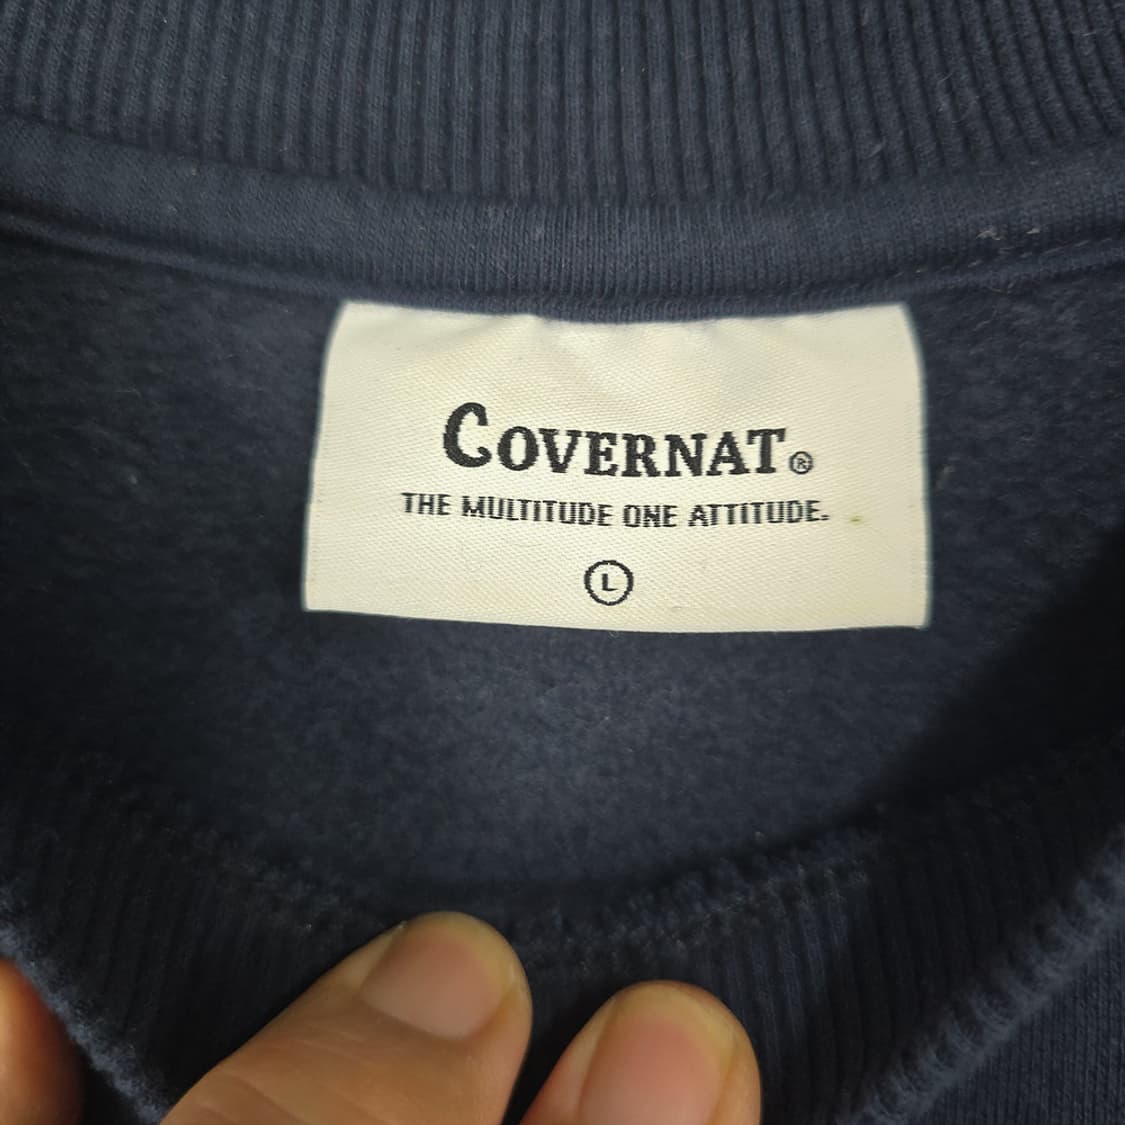 COVERNAT®
THE MULTITUDE ONE ATTITUDE.
L